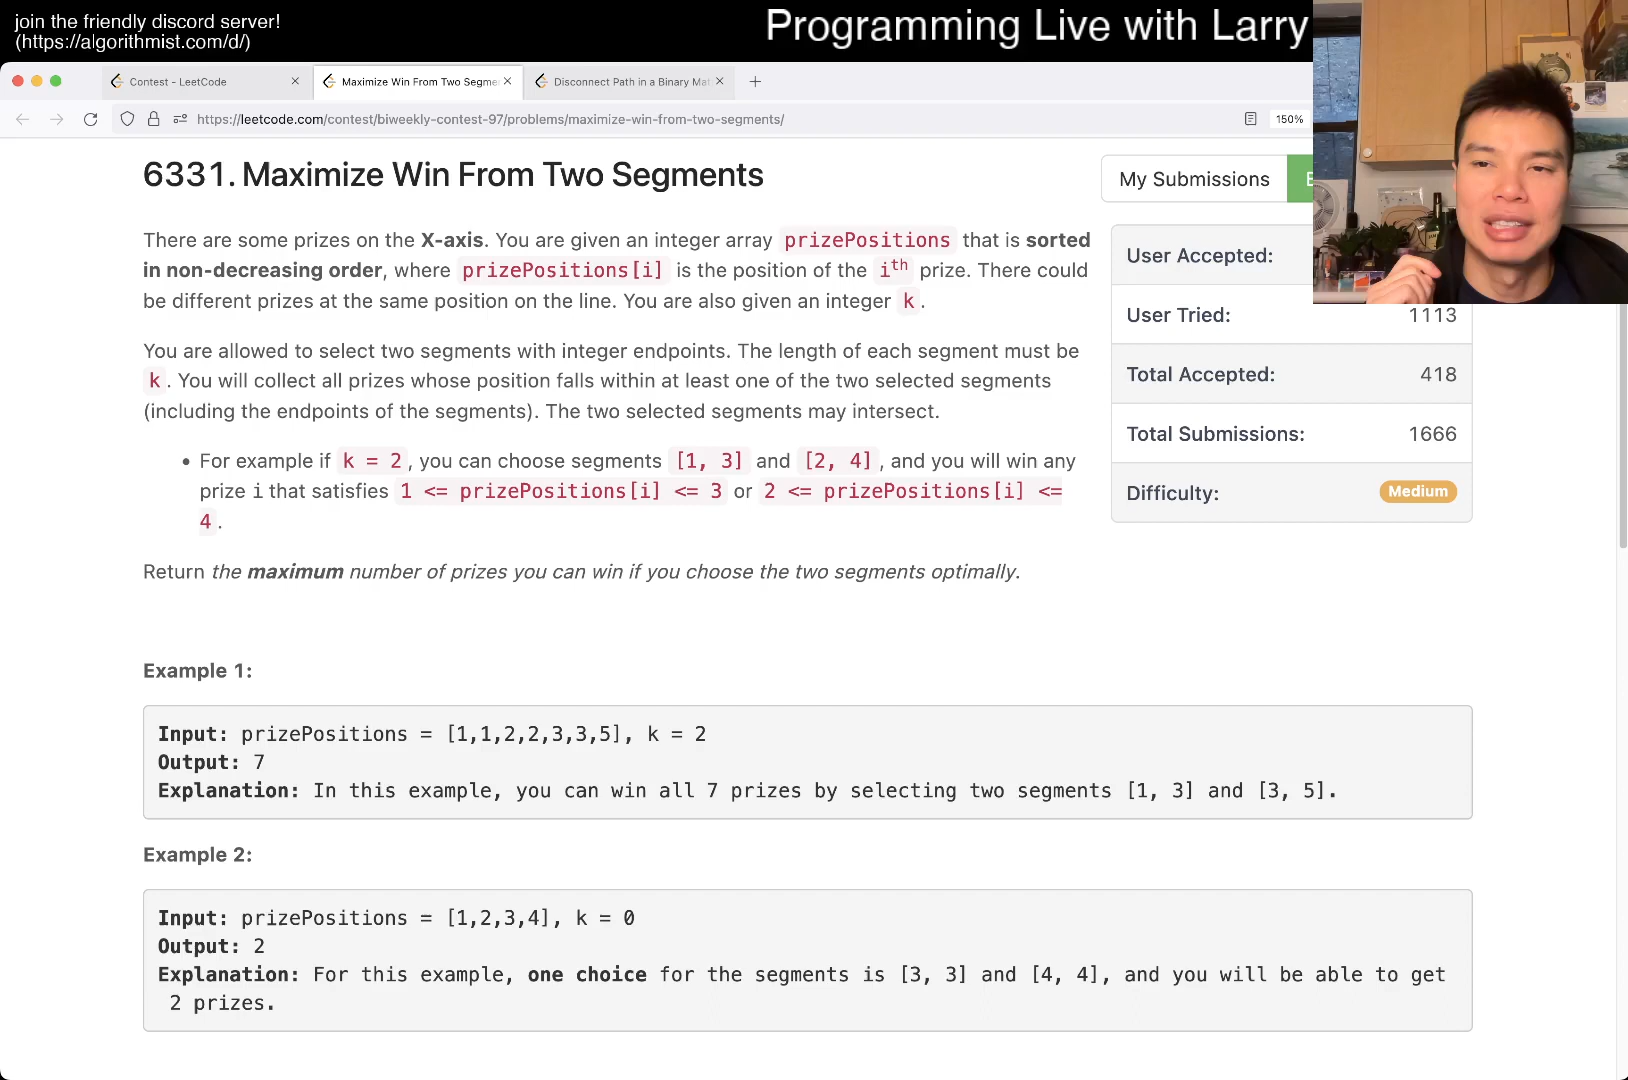 join the friendly discord server!
(https://algorithmist.com/d/)
Programming Live with Larry
Contest - LeetCode
Maximize Win From Two Segme
Disconnect Path in a Binary Mat
https://leetcode.com/contest/biweekly-contest-97/problems/maximize-win-from-two-segments/
150%
6331. Maximize Win From Two Segments
My Submissions
There are some prizes on the X-axis. You are given an integer array prizePositions that is sorted
in non-decreasing order, where prizePositions[i] is the position of the ith prize. There could
be different prizes at the same position on the line. You are also given an integer k.
You are allowed to select two segments with integer endpoints. The length of each segment must be
k. You will collect all prizes whose position falls within at least one of the two selected segments
(including the endpoints of the segments). The two selected segments may intersect.
• For example if k = 2, you can choose segments [1, 3] and [2, 4], and you will win any
prize i that satisfies 1 <= prizePositions[i] <= 3 or 2 <= prizePositions[i] <=
4.
Return the maximum number of prizes you can win if you choose the two segments optimally.
User Accepted:
User Tried: 1113
Total Accepted: 418
Total Submissions: 1666
Difficulty: Medium
Example 1:
Input: prizePositions = [1,1,2,2,3,3,5], k = 2
Output: 7
Explanation: In this example, you can win all 7 prizes by selecting two segments [1, 3] and [3, 5].
Example 2:
Input: prizePositions = [1,2,3,4], k = 0
Output: 2
Explanation: For this example, one choice for the segments is [3, 3] and [4, 4], and you will be able to get
2 prizes.